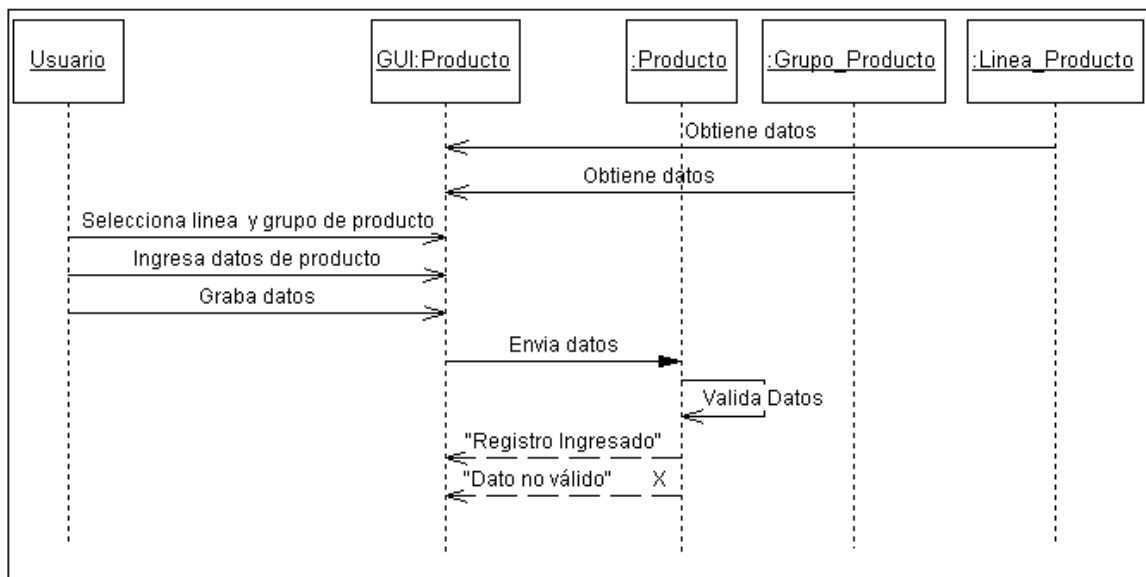 Usuario
GUI:Producto
:Producto
:Grupo_Producto
:Linea_Producto
Obtiene datos
Obtiene datos
Selecciona linea y grupo de producto
Ingresa datos de producto
Graba datos
Envia datos
Valida Datos
"Registro Ingresado"
"Dato no válido" X